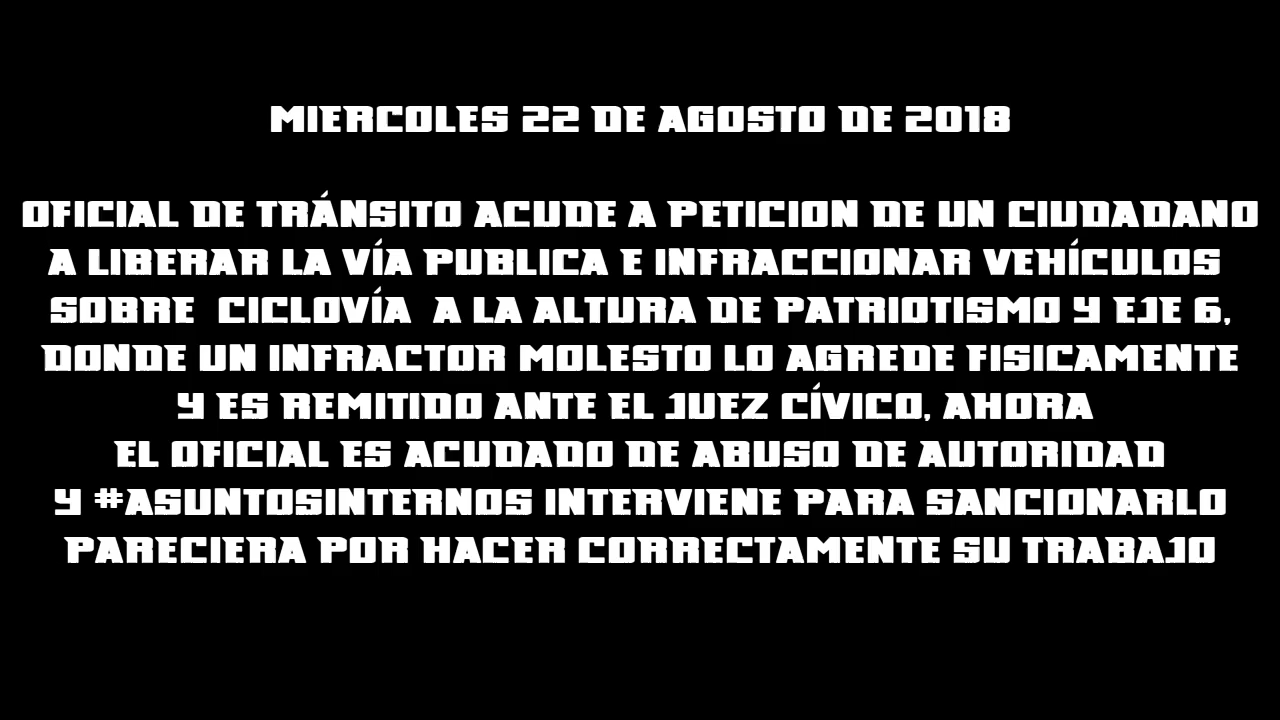 MIERCOLES 22 DE AGOSTO DE 2018
OFICIAL DE TRÁNSITO ACUDE A PETICION DE UN CIUDADANO
A LIBERAR LA VÍA PUBLICA E INFRACCIONAR VEHÍCULOS
SOBRE CICLOVÍA A LA ALTURA DE PATRIOTISMO Y EJE 6,
DONDE UN INFRACTOR MOLESTO LO AGREDE FISICAMENTE
Y ES REMITIDO ANTE EL JUEZ CÍVICO, AHORA
EL OFICIAL ES ACUDADO DE ABUSO DE AUTORIDAD
Y #ASUNTOSINTERNOS INTERVIENE PARA SANCIONARLO
PARECIERA POR HACER CORRECTAMENTE SU TRABAJO